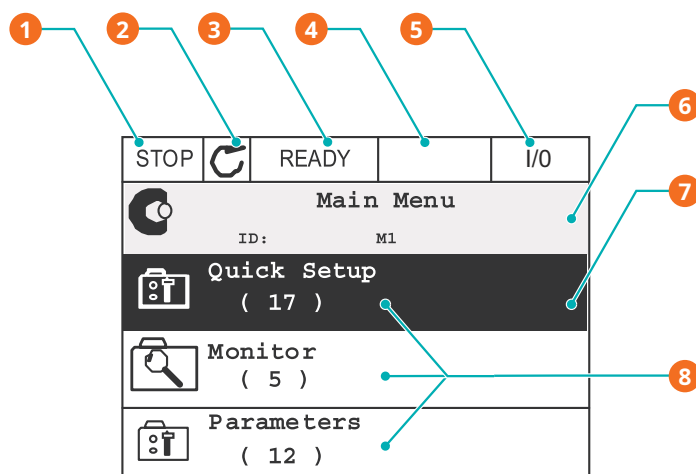 1 2 3 4 5
6
STOP READY I/0
7
Main Menu
ID: M1
Quick Setup
( 17 )
Monitor
( 5 )
8
Parameters
( 12 )